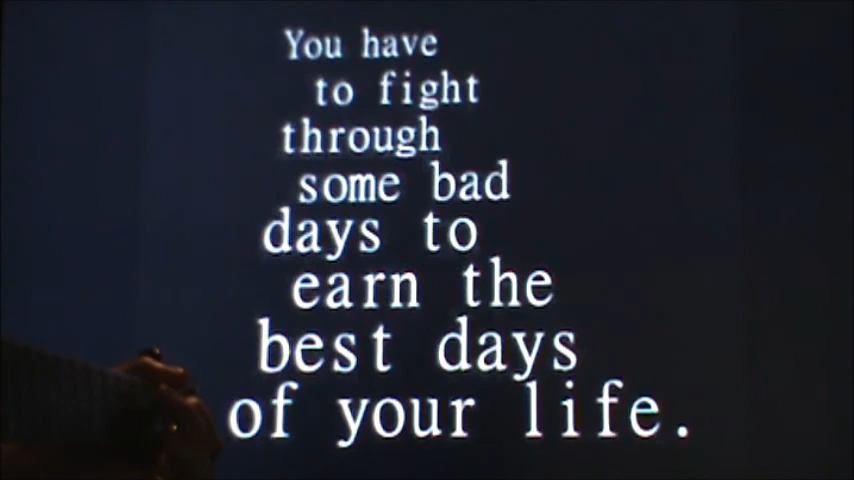 You have
to fight
through
some bad
days to
earn the
best days
of your life.